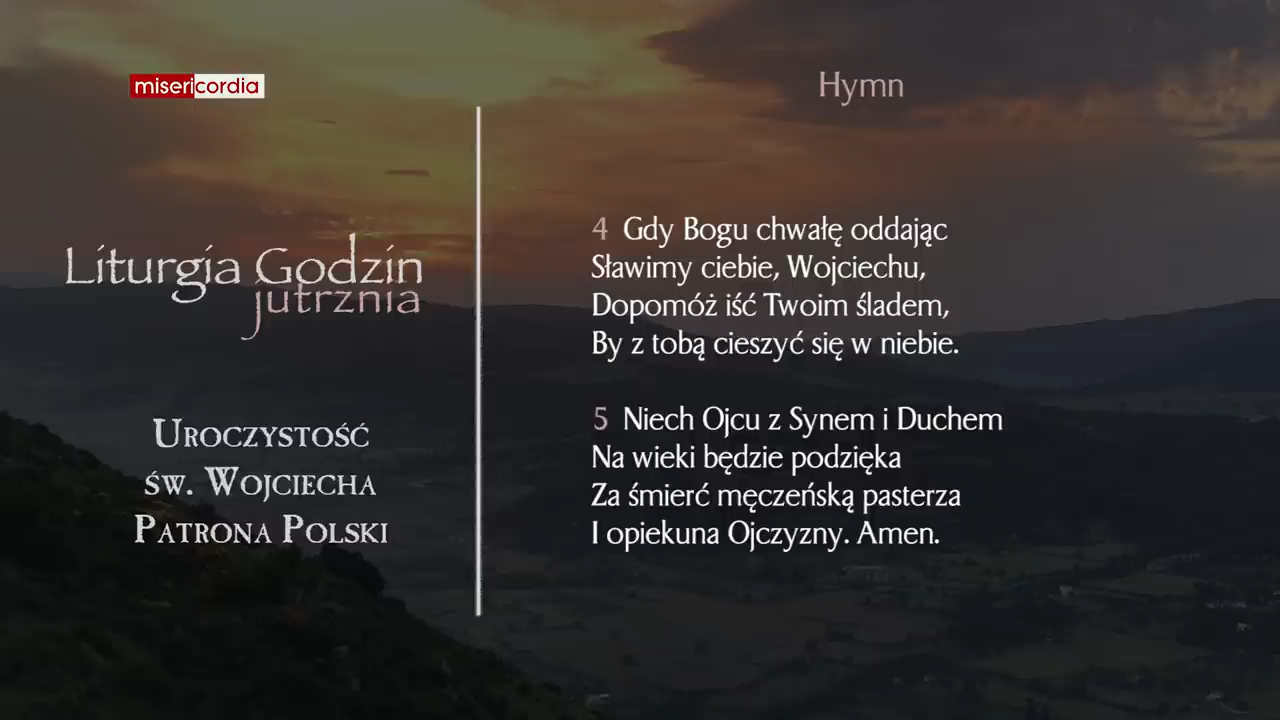 misericordia
Liturgia Godzin
jutrznia
Uroczystość
św. Wojciecha
Patrona Polski
Hymn
4 Gdy Bogu chwałę oddając
Sławimy ciebie, Wojciechu,
Dopomóż iść Twoim śladem,
By z tobą cieszyć się w niebie.
5 Niech Ojcu z Synem i Duchem
Na wieki będzie podzięka
Za śmierć męczeńską pasterza
I opiekuna Ojczyzny. Amen.